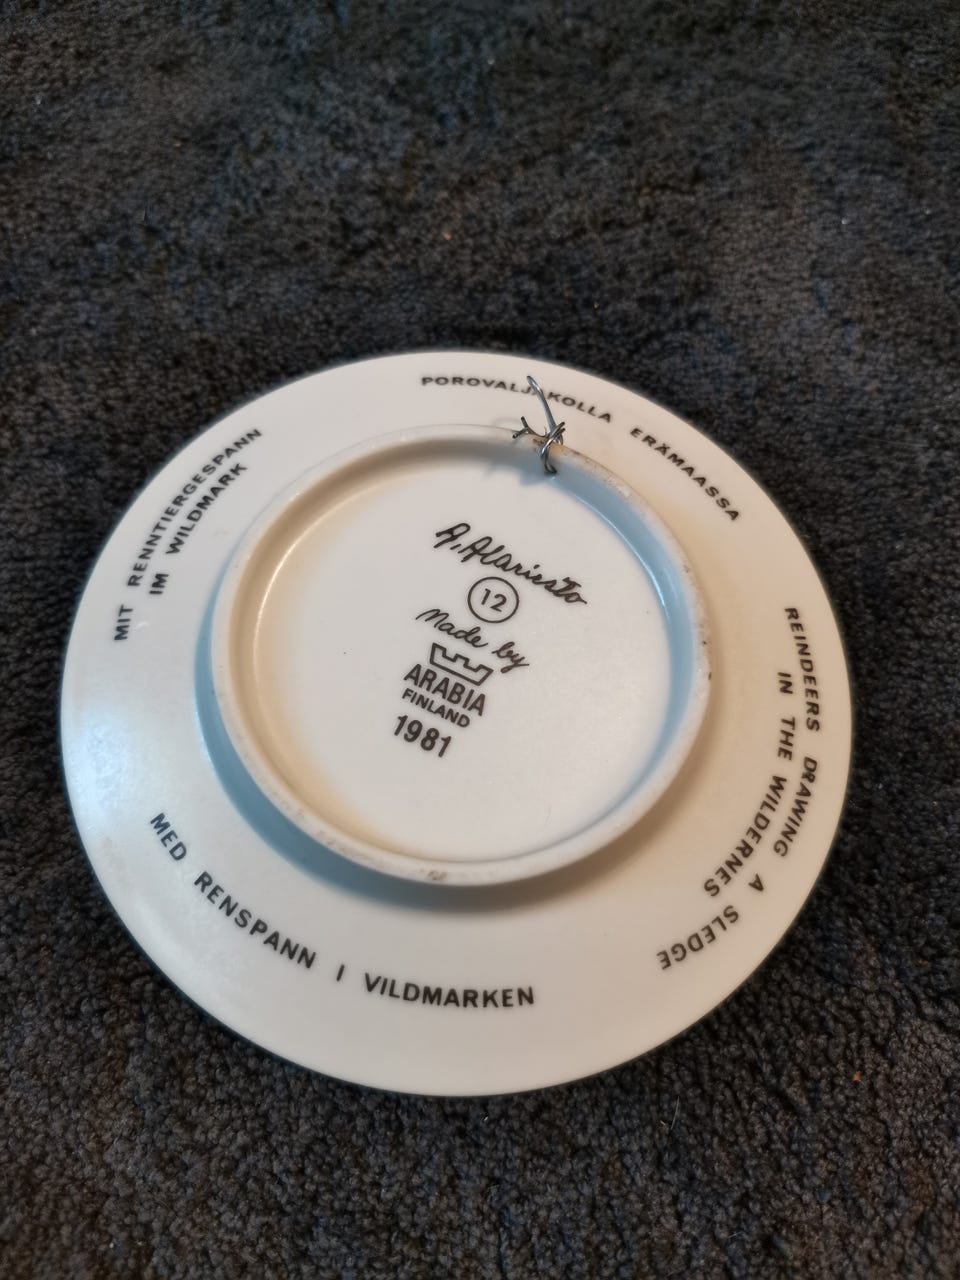 POROVALJAKOLLA ERÄMAASSA
MIT RENNTIERGESPANN
IM WILDMARK
A. Alariesto
12
Made by
ARABIA
FINLAND
1981
REINDEERS DRAWING A SLEDGE
IN THE WILDERNES
MED RENSPANN I VILDMARKEN